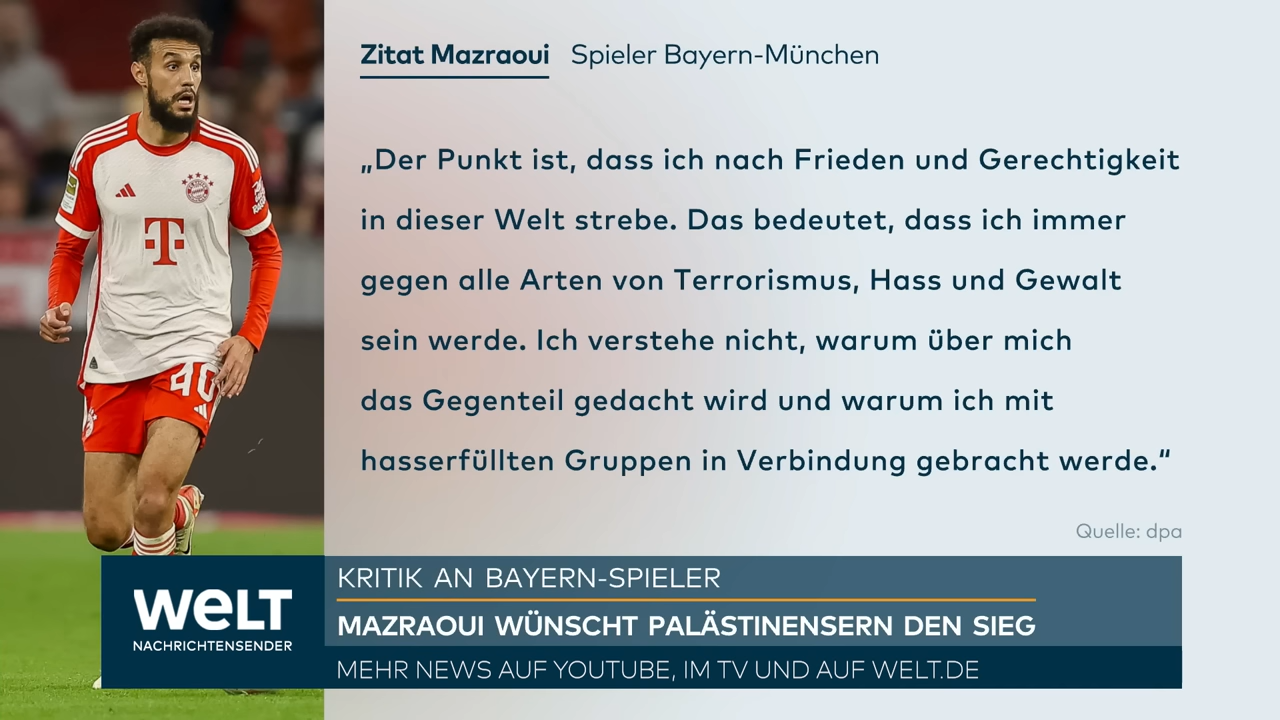 Zitat Mazraoui Spieler Bayern-München
„Der Punkt ist, dass ich nach Frieden und Gerechtigkeit
in dieser Welt strebe. Das bedeutet, dass ich immer
gegen alle Arten von Terrorismus, Hass und Gewalt
sein werde. Ich verstehe nicht, warum über mich
das Gegenteil gedacht wird und warum ich mit
hasserfüllten Gruppen in Verbindung gebracht werde.“
Quelle: dpa
T
40
welt
NACHRICHTENSENDER
KRITIK AN BAYERN-SPIELER
MAZRAOUI WÜNSCHT PALÄSTINENSERN DEN SIEG
MEHR NEWS AUF YOUTUBE, IM TV UND AUF WELT.DE